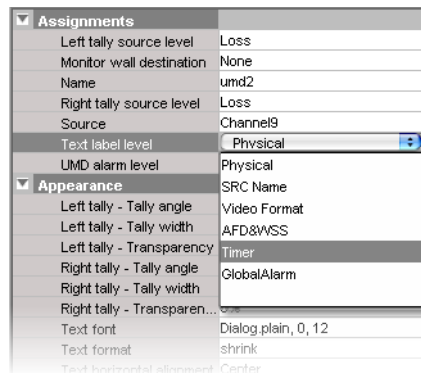 Assignments
Left tally source level Loss
Monitor wall destination None
Name umd2
Right tally source level Loss
Source Channel9
Text label level Physical
UMD alarm level Physical
Appearance SRC Name
Left tally - Tally angle Video Format
Left tally - Tally width AFD&WSS
Left tally - Transparency Timer
Right tally - Tally angle GlobalAlarm
Right tally - Tally width
Right tally - Transparen...
Text font Dialog.plain, 0, 12
Text format shrink
Text horizontal alignment Center